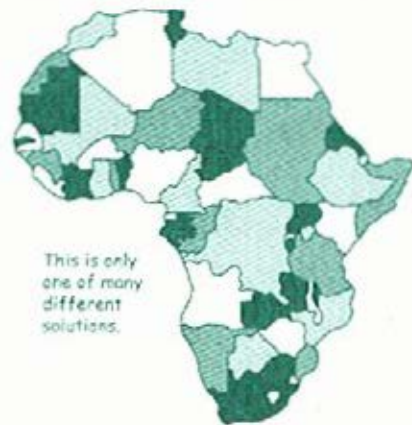 This is only
one of many
different
solutions.